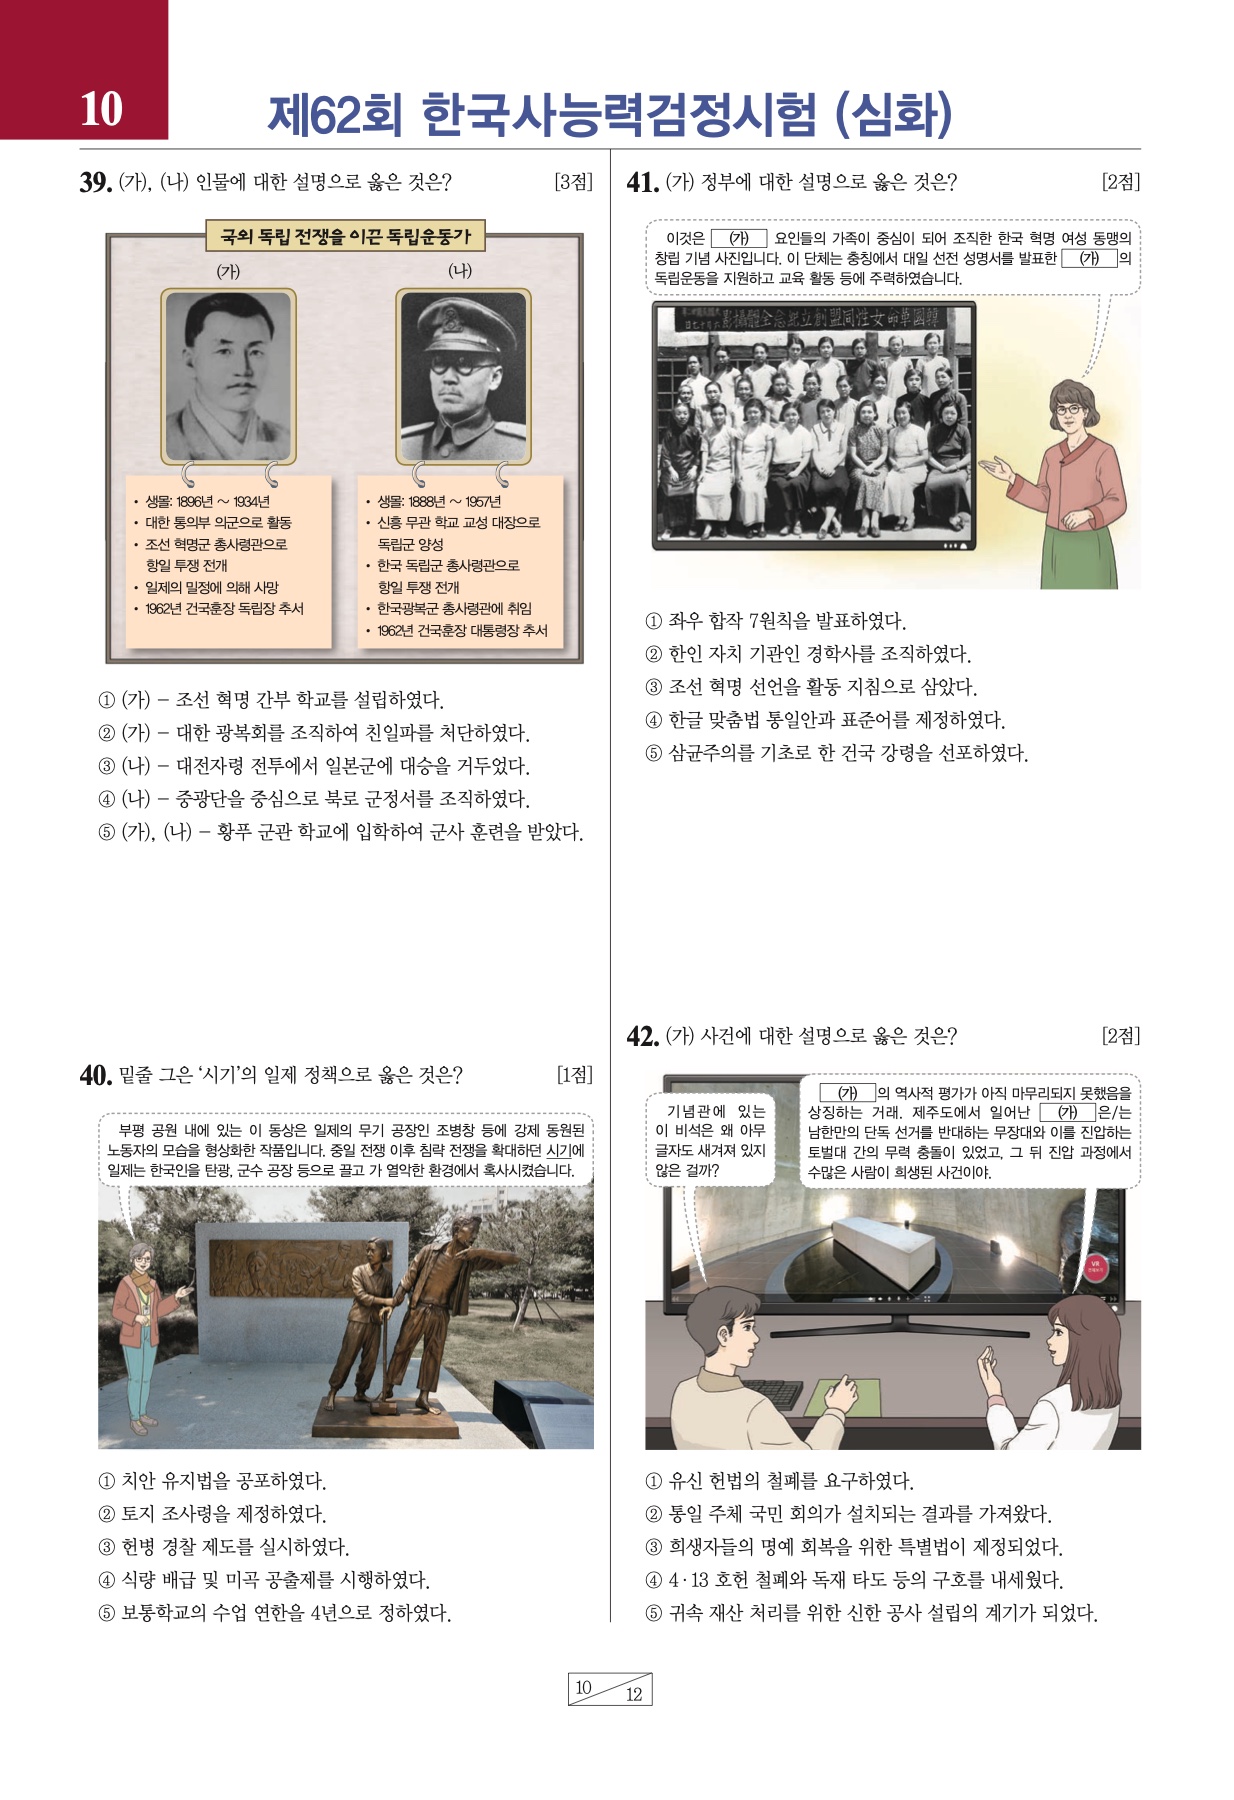 10
제62회 한국사능력검정시험 (심화)
39. (가), (나) 인물에 대한 설명으로 옳은 것은? [3점]
국외 독립 전쟁을 이끈 독립운동가
(가)
• 생몰: 1896년 ~ 1934년
• 대한 통의부 의군으로 활동
• 조선 혁명군 총사령관으로
항일 투쟁 전개
• 일제의 밀정에 의해 사망
• 1962년 건국훈장 독립장 추서
(나)
• 생몰: 1888년 ~ 1957년
• 신흥 무관 학교 교성 대장으로
독립군 양성
• 한국 독립군 총사령관으로
항일 투쟁 전개
• 한국광복군 총사령관에 취임
• 1962년 건국훈장 대통령장 추서
① (가) – 조선 혁명 간부 학교를 설립하였다.
② (가) – 대한 광복회를 조직하여 친일파를 처단하였다.
③ (나) – 대전자령 전투에서 일본군에 대승을 거두었다.
④ (나) – 중광단을 중심으로 북로 군정서를 조직하였다.
⑤ (가), (나) – 황푸 군관 학교에 입학하여 군사 훈련을 받았다.
40. 밑줄 그은 ‘시기’의 일제 정책으로 옳은 것은? [1점]
부평 공원 내에 있는 이 동상은 일제의 무기 공장인 조병창 등에 강제 동원된
노동자의 모습을 형상화한 작품입니다. 중일 전쟁 이후 침략 전쟁을 확대하던 시기에
일제는 한국인을 탄광, 군수 공장 등으로 끌고 가 열악한 환경에서 혹사시켰습니다.
① 치안 유지법을 공포하였다.
② 토지 조사령을 제정하였다.
③ 헌병 경찰 제도를 실시하였다.
④ 식량 배급 및 미곡 공출제를 시행하였다.
⑤ 보통학교의 수업 연한을 4년으로 정하였다.
41. (가) 정부에 대한 설명으로 옳은 것은? [2점]
이것은 (가) 요인들의 가족이 중심이 되어 조직한 한국 혁명 여성 동맹의
창립 기념 사진입니다. 이 단체는 충칭에서 대일 선전 성명서를 발표한 (가) 의
독립운동을 지원하고 교육 활동 등에 주력하였습니다.
影攝體全念紀立創盟同性女命革國韓
① 좌우 합작 7원칙을 발표하였다.
② 한인 자치 기관인 경학사를 조직하였다.
③ 조선 혁명 선언을 활동 지침으로 삼았다.
④ 한글 맞춤법 통일안과 표준어를 제정하였다.
⑤ 삼균주의를 기초로 한 건국 강령을 선포하였다.
42. (가) 사건에 대한 설명으로 옳은 것은? [2점]
기념관에 있는
이 비석은 왜 아무
글자도 새겨져 있지
않은 걸까?
(가) 의 역사적 평가가 아직 마무리되지 못했음을
상징하는 거래. 제주도에서 일어난 (가) 은/는
남한만의 단독 선거를 반대하는 무장대와 이를 진압하는
토벌대 간의 무력 충돌이 있었고, 그 뒤 진압 과정에서
수많은 사람이 희생된 사건이야.
VR
① 유신 헌법의 철폐를 요구하였다.
② 통일 주체 국민 회의가 설치되는 결과를 가져왔다.
③ 희생자들의 명예 회복을 위한 특별법이 제정되었다.
④ 4·13 호헌 철폐와 독재 타도 등의 구호를 내세웠다.
⑤ 귀속 재산 처리를 위한 신한 공사 설립의 계기가 되었다.
10
12